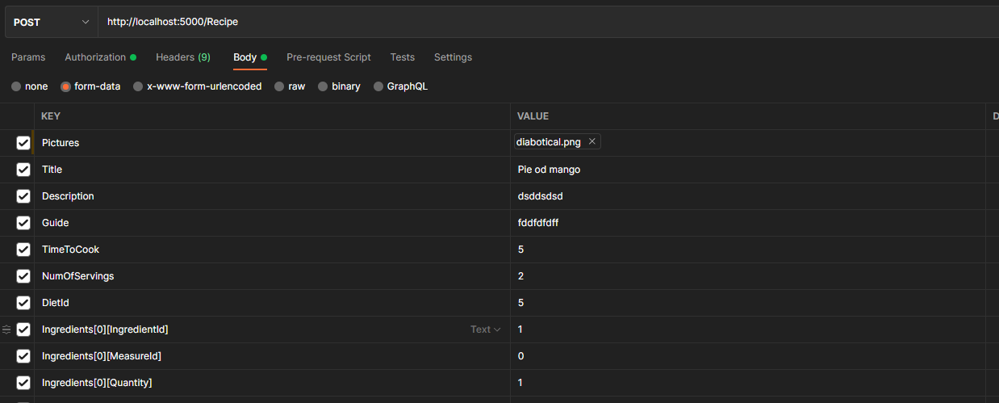 POST http://localhost:5000/Recipe
Params Authorization Headers (9) Body Pre-request Script Tests Settings
none form-data x-www-form-urlencoded raw binary GraphQL
KEY VALUE D
Pictures diabotical.png
Title Pie od mango
Description dsddsdsd
Guide fddfdfdff
TimeToCook 5
NumOfServings 2
DietId 5
Ingredients[0][IngredientId] Text 1
Ingredients[0][MeasureId] 0
Ingredients[0][Quantity] 1